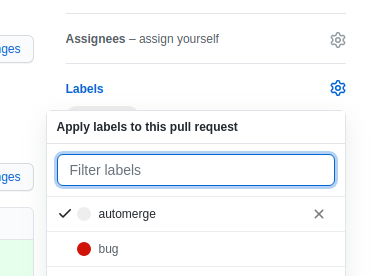 Assignees – assign yourself
nges
Labels
Apply labels to this pull request
Filter labels
nges
automerge
bug